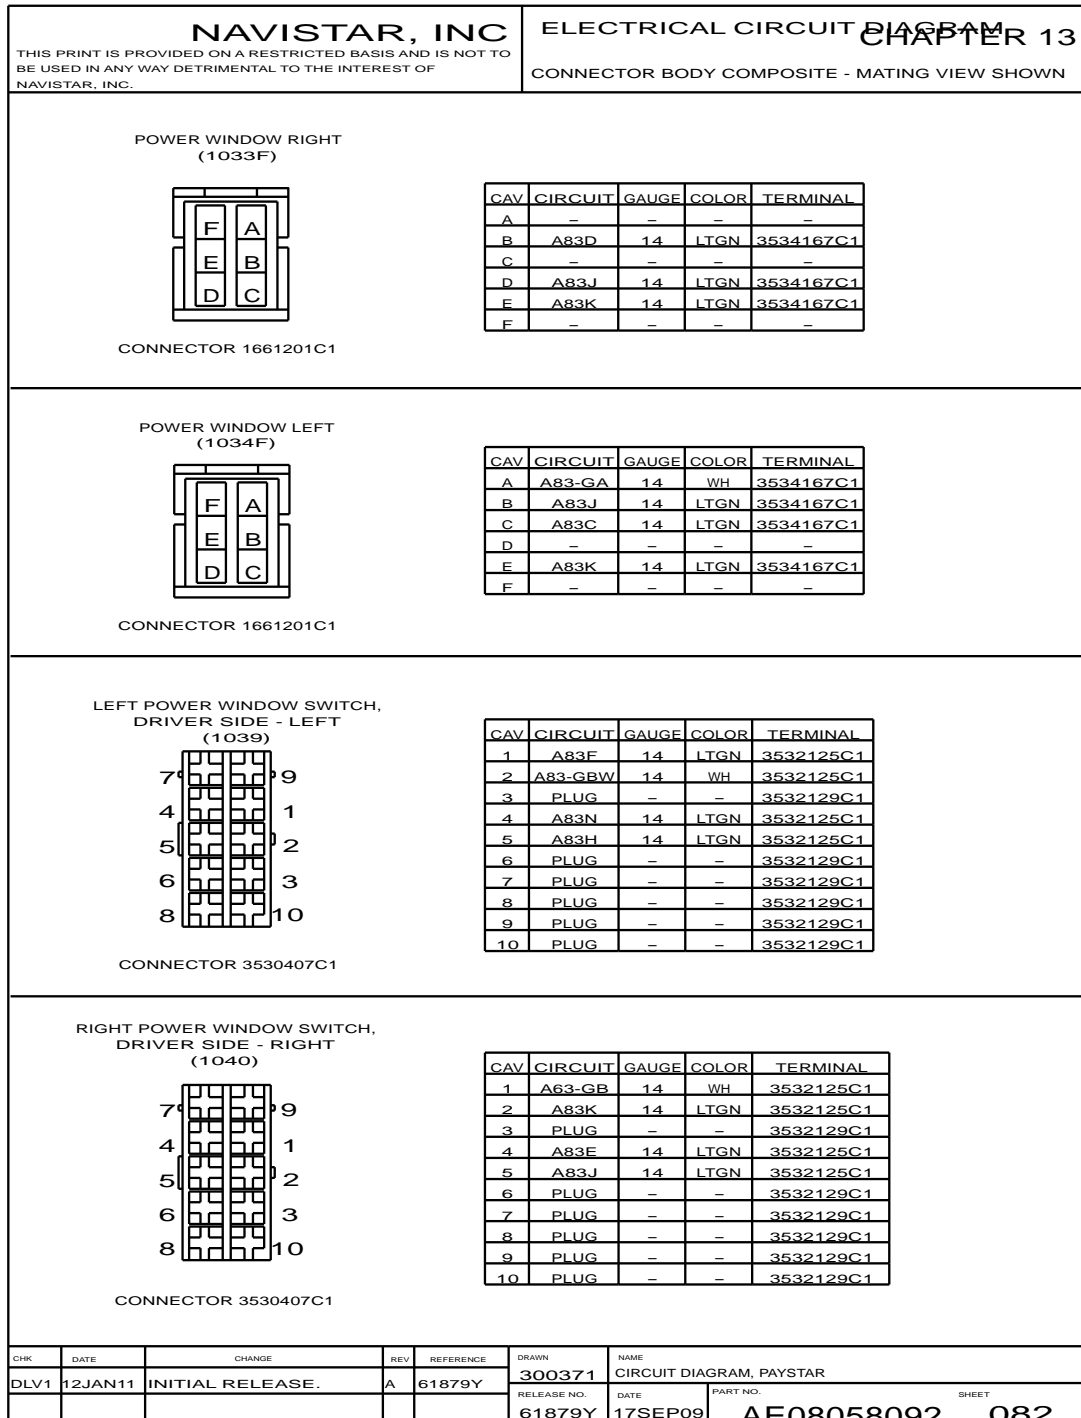 NAVISTAR, INC
THIS PRINT IS PROVIDED ON A RESTRICTED BASIS AND IS NOT TO
BE USED IN ANY WAY DETRIMENTAL TO THE INTEREST OF
NAVISTAR, INC.
ELECTRICAL CIRCUIT DIAGRAM
CHAPTER 13
CONNECTOR BODY COMPOSITE - MATING VIEW SHOWN
POWER WINDOW RIGHT
(1033F)
F A
E B
D C
CONNECTOR 1661201C1
CAV CIRCUIT GAUGE COLOR TERMINAL
A – – – –
B A83D 14 LTGN 3534167C1
C – – – –
D A83J 14 LTGN 3534167C1
E A83K 14 LTGN 3534167C1
F – – – –
POWER WINDOW LEFT
(1034F)
F A
E B
D C
CONNECTOR 1661201C1
CAV CIRCUIT GAUGE COLOR TERMINAL
A A83-GA 14 WH 3534167C1
B A83J 14 LTGN 3534167C1
C A83C 14 LTGN 3534167C1
D – – – –
E A83K 14 LTGN 3534167C1
F – – – –
LEFT POWER WINDOW SWITCH,
DRIVER SIDE - LEFT
(1039)
7 9
4 1
5 2
6 3
8 10
CONNECTOR 3530407C1
CAV CIRCUIT GAUGE COLOR TERMINAL
1 A83F 14 LTGN 3532125C1
2 A83-GBW 14 WH 3532125C1
3 PLUG – – 3532129C1
4 A83N 14 LTGN 3532125C1
5 A83H 14 LTGN 3532125C1
6 PLUG – – 3532129C1
7 PLUG – – 3532129C1
8 PLUG – – 3532129C1
9 PLUG – – 3532129C1
10 PLUG – – 3532129C1
RIGHT POWER WINDOW SWITCH,
DRIVER SIDE - RIGHT
(1040)
7 9
4 1
5 2
6 3
8 10
CONNECTOR 3530407C1
CAV CIRCUIT GAUGE COLOR TERMINAL
1 A63-GB 14 WH 3532125C1
2 A83K 14 LTGN 3532125C1
3 PLUG – – 3532129C1
4 A83E 14 LTGN 3532125C1
5 A83J 14 LTGN 3532125C1
6 PLUG – – 3532129C1
7 PLUG – – 3532129C1
8 PLUG – – 3532129C1
9 PLUG – – 3532129C1
10 PLUG – – 3532129C1
CHK DATE CHANGE REV REFERENCE
DLV1 12JAN11 INITIAL RELEASE. A 61879Y
DRAWN
300371
NAME
CIRCUIT DIAGRAM, PAYSTAR
RELEASE NO.
61879Y
DATE
17SEP09
PART NO.
AE08058092
SHEET
082